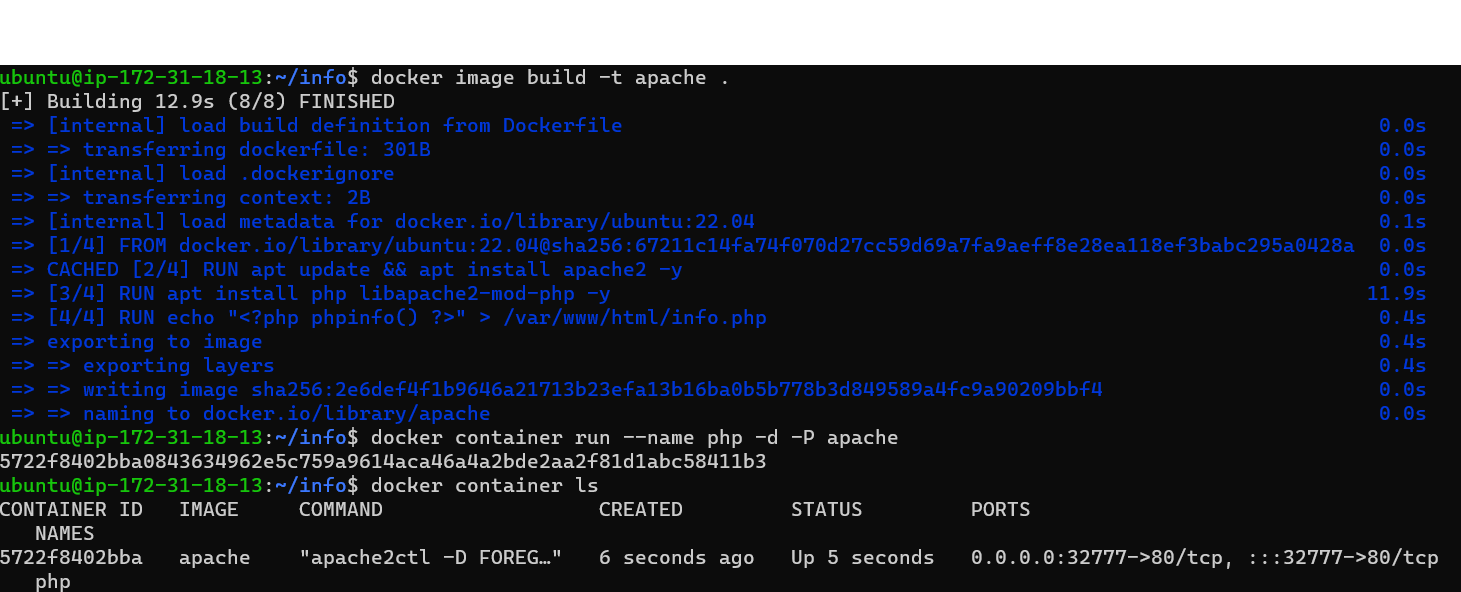 ubuntu@ip-172-31-18-13:~/info$ docker image build -t apache .
[+] Building 12.9s (8/8) FINISHED
=> [internal] load build definition from Dockerfile 0.0s
=> => transferring dockerfile: 301B 0.0s
=> [internal] load .dockerignore 0.0s
=> => transferring context: 2B 0.0s
=> [internal] load metadata for docker.io/library/ubuntu:22.04 0.1s
=> [1/4] FROM docker.io/library/ubuntu:22.04@sha256:67211c14fa74f070d27cc59d69a7fa9aeff8e28ea118ef3babc295a0428a 0.0s
=> CACHED [2/4] RUN apt update && apt install apache2 -y 0.0s
=> [3/4] RUN apt install php libapache2-mod-php -y 11.9s
=> [4/4] RUN echo "<?php phpinfo() ?>" > /var/www/html/info.php 0.4s
=> exporting to image 0.4s
=> => exporting layers 0.4s
=> => writing image sha256:2e6def4f1b9646a21713b23efa13b16ba0b5b778b3d849589a4fc9a90209bbf4 0.0s
=> => naming to docker.io/library/apache 0.0s
ubuntu@ip-172-31-18-13:~/info$ docker container run --name php -d -P apache
5722f8402bba0843634962e5c759a9614aca46a4a2bde2aa2f81d1abc58411b3
ubuntu@ip-172-31-18-13:~/info$ docker container ls
CONTAINER ID IMAGE COMMAND CREATED STATUS PORTS
NAMES
5722f8402bba apache "apache2ctl -D FOREG…" 6 seconds ago Up 5 seconds 0.0.0.0:32777->80/tcp, :::32777->80/tcp
php